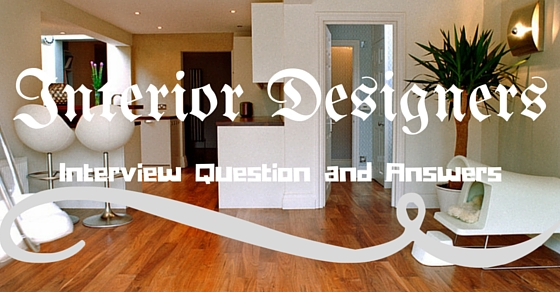 Interior Designers
Interview Question and Answers